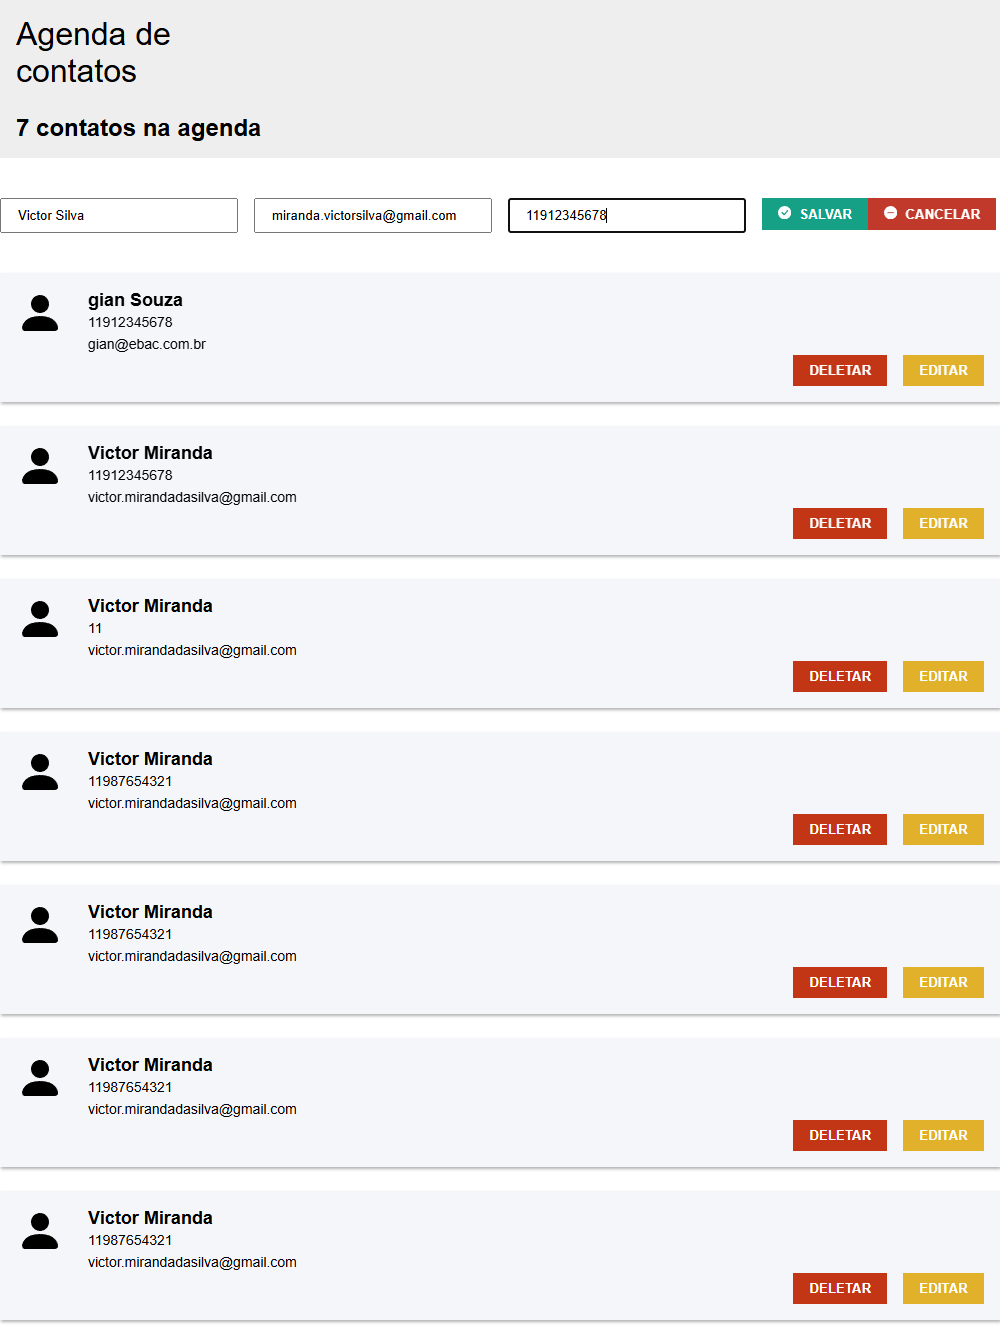 Agenda de
contatos
7 contatos na agenda
Victor Silva miranda.victorsilva@gmail.com 11912345678 SALVAR CANCELAR
gian Souza
11912345678
gian@ebac.com.br
DELETAR EDITAR
Victor Miranda
11912345678
victor.mirandadasilva@gmail.com
DELETAR EDITAR
Victor Miranda
11
victor.mirandadasilva@gmail.com
DELETAR EDITAR
Victor Miranda
11987654321
victor.mirandadasilva@gmail.com
DELETAR EDITAR
Victor Miranda
11987654321
victor.mirandadasilva@gmail.com
DELETAR EDITAR
Victor Miranda
11987654321
victor.mirandadasilva@gmail.com
DELETAR EDITAR
Victor Miranda
11987654321
victor.mirandadasilva@gmail.com
DELETAR EDITAR